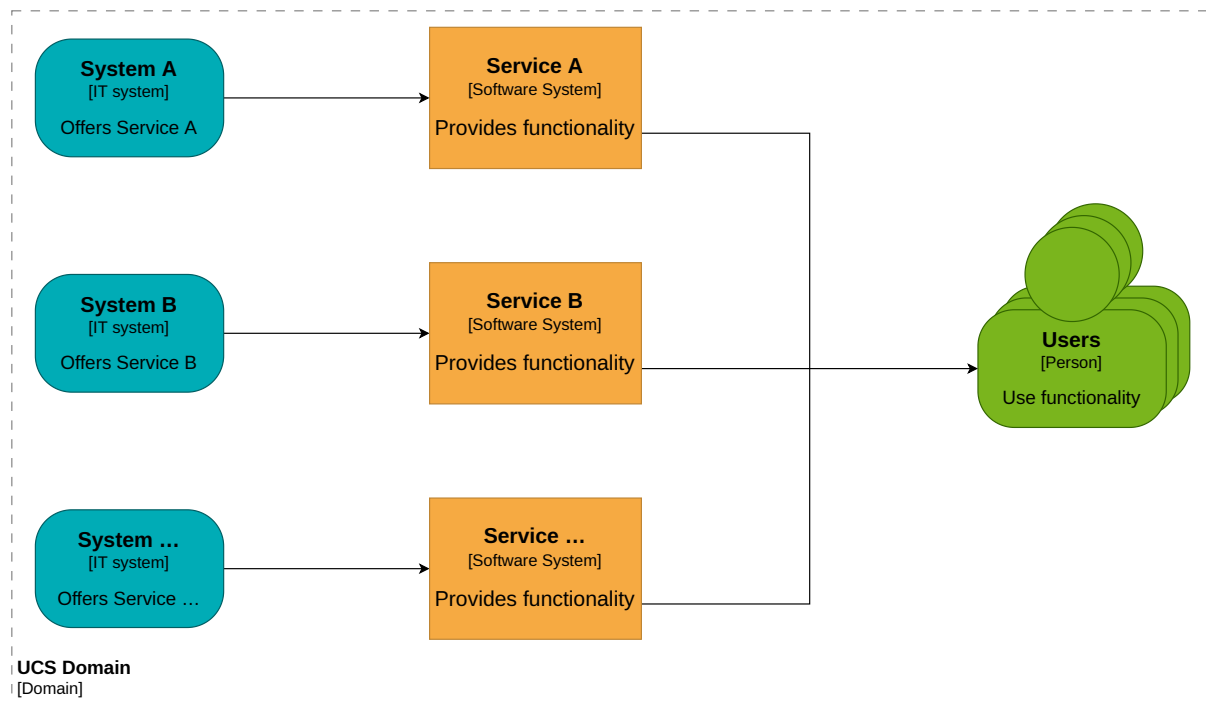 System A
[IT system]
Offers Service A
Service A
[Software System]
Provides functionality
System B
[IT system]
Offers Service B
Service B
[Software System]
Provides functionality
Users
[Person]
Use functionality
System …
[IT system]
Offers Service …
Service …
[Software System]
Provides functionality
UCS Domain
[Domain]